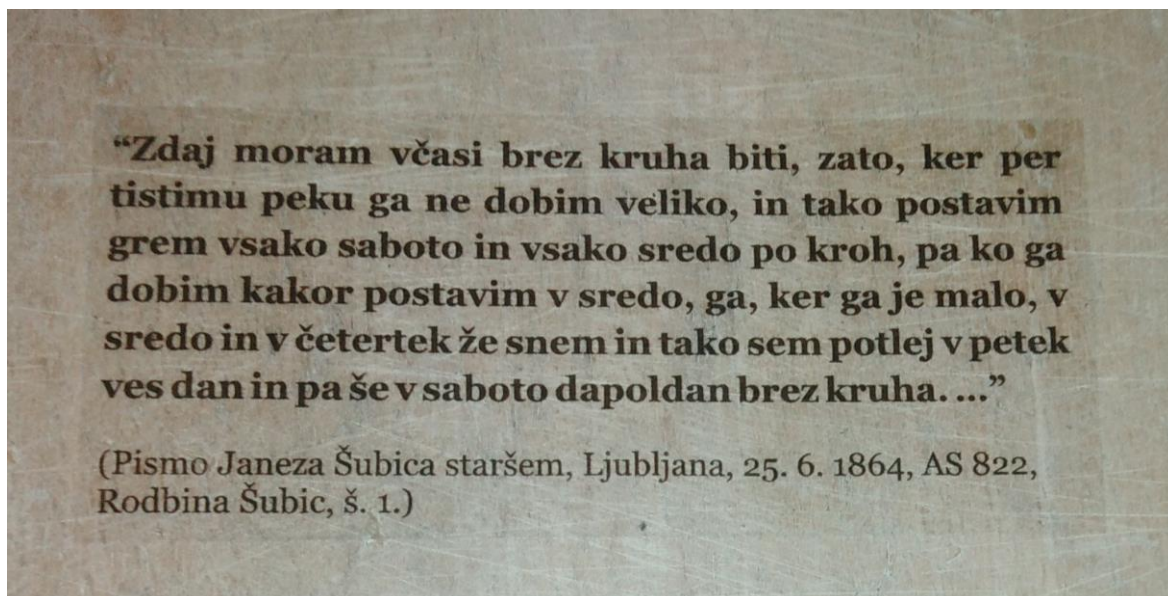 “Zdaj moram včasi brez kruha biti, zato, ker per
tistimu peku ga ne dobim veliko, in tako postavim
grem vsako saboto in vsako sredo po kroh, pa ko ga
dobim kakor postavim v sredo, ga, ker ga je malo, v
sredo in v četertek že snem in tako sem potlej v petek
ves dan in pa še v saboto dapoldan brez kruha. ...”
(Pismo Janeza Šubica staršem, Ljubljana, 25. 6. 1864, AS 822,
Rodbina Šubic, š. 1.)